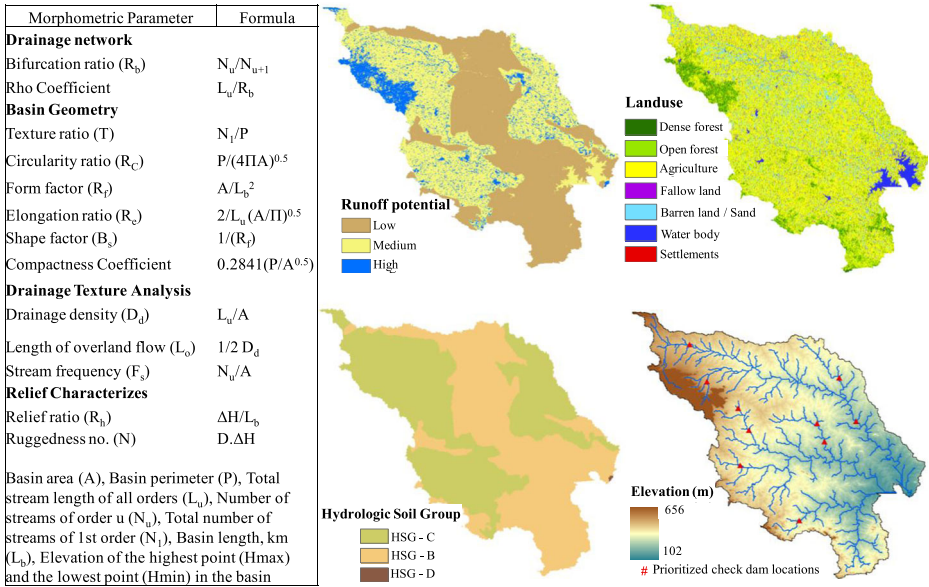 Morphometric Parameter Formula
Drainage network
Bifurcation ratio (Rb) Nu/Nu+1
Rho Coefficient Lu/Rb
Basin Geometry
Texture ratio (T) N1/P
Circularity ratio (RC) P/(4ΠA)0.5
Form factor (Rf) A/Lb2
Elongation ratio (Re) 2/Lu (A/Π)0.5
Shape factor (Bs) 1/(Rf)
Compactness Coefficient 0.2841(P/A0.5)
Drainage Texture Analysis
Drainage density (Dd) Lu/A
Length of overland flow (Lo) 1/2 Dd
Stream frequency (Fs) Nu/A
Relief Characterizes
Relief ratio (Rh) ΔH/Lb
Ruggedness no. (N) D.ΔH
Basin area (A), Basin perimeter (P), Total
stream length of all orders (Lu), Number of
streams of order u (Nu), Total number of
streams of 1st order (N1), Basin length, km
(Lb), Elevation of the highest point (Hmax)
and the lowest point (Hmin) in the basin
Runoff potential
Low
Medium
High
Landuse
Dense forest
Open forest
Agriculture
Fallow land
Barren land / Sand
Water body
Settlements
Hydrologic Soil Group
HSG - C
HSG - B
HSG - D
Elevation (m)
656
102
# Prioritized check dam locations